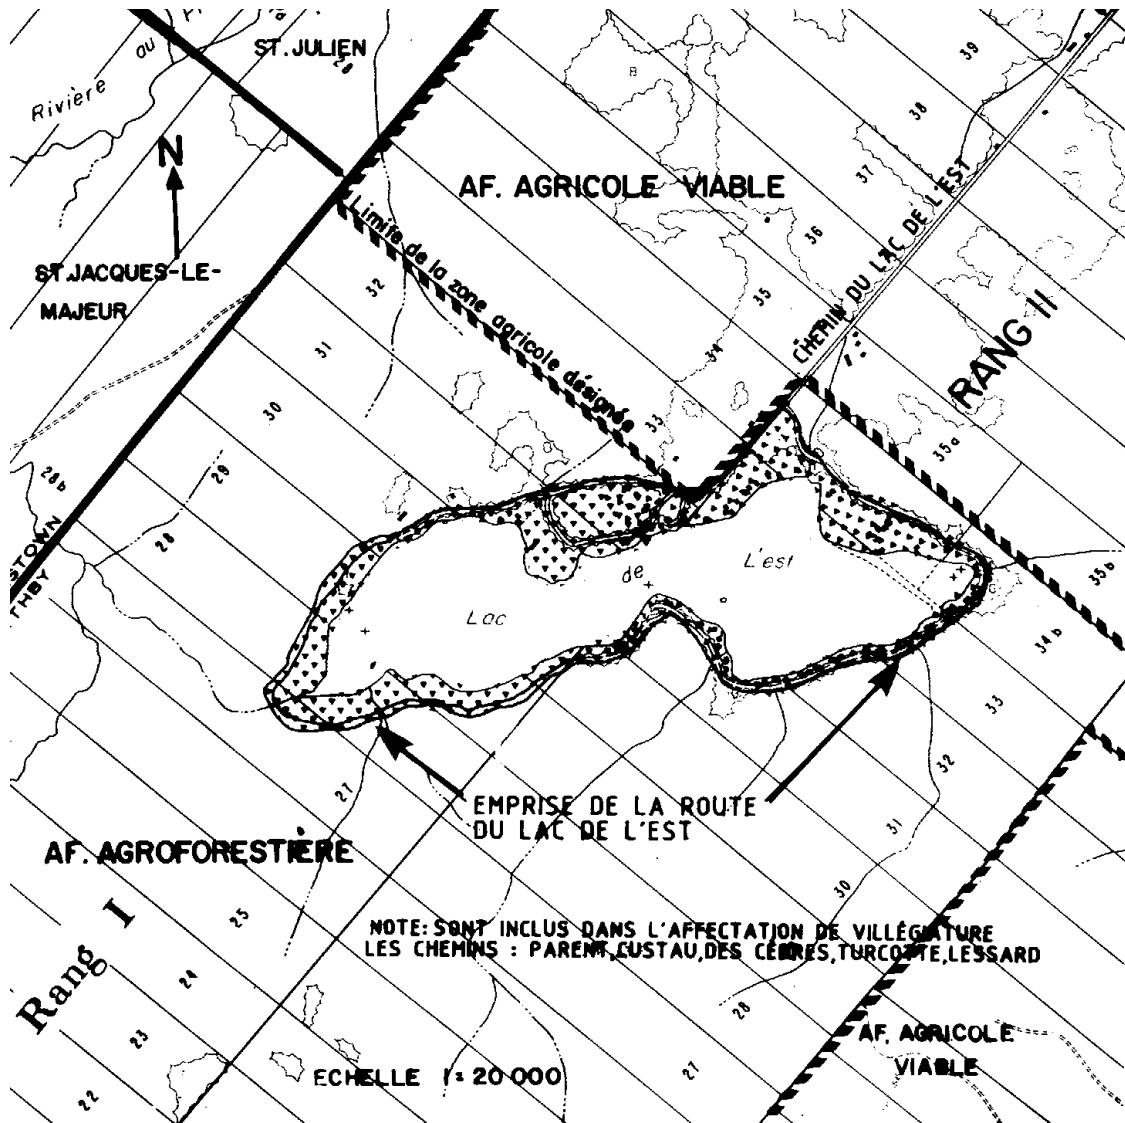 Rivière au
ST. JULIEN
28
N
ST. JACQUES-LE-
MAJEUR
AF. AGRICOLE VIABLE
Limite de la zone agricole désignée
CHEMIN DU LAC DE L'EST
RANG II
39
38
37
36
35
34
33
32
31
30
29
28
28b
35a
35b
34b
33
32
31
30
28
27
Lac de L'est
EMPRISE DE LA ROUTE
DU LAC DE L'EST
27
25
24
23
22
AF. AGROFORESTIÈRE
Rang I
NOTE: SONT INCLUS DANS L'AFFECTATION DE VILLÉGIATURE
LES CHEMINS : PARENT, CUSTAU, DES CÈDRES, TURCOTTE, LESSARD
AF. AGRICOLE
VIABLE
ECHELLE 1 = 20 000